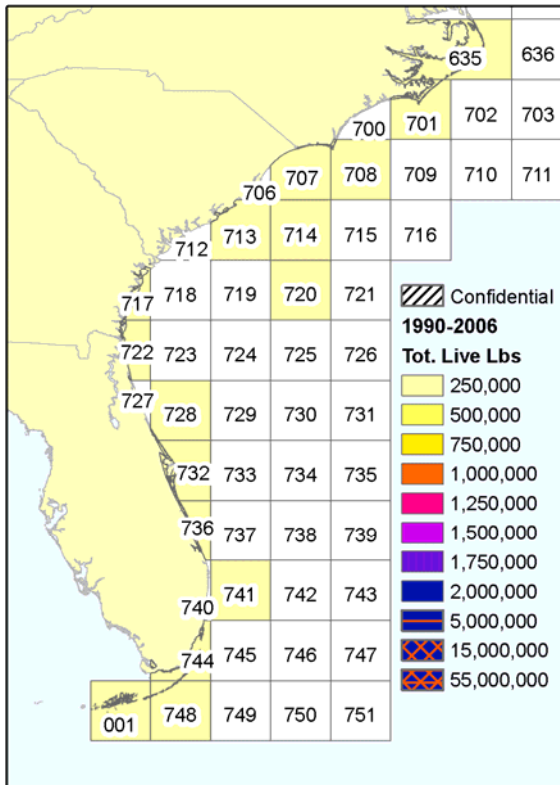 635 636
700 701 702 703
706 707 708 709 710 711
712 713 714 715 716
717 718 719 720 721
722 723 724 725 726
727 728 729 730 731
732 733 734 735
736 737 738 739
740 741 742 743
744 745 746 747
001 748 749 750 751
Confidential
1990-2006
Tot. Live Lbs
250,000
500,000
750,000
1,000,000
1,250,000
1,500,000
1,750,000
2,000,000
5,000,000
15,000,000
55,000,000